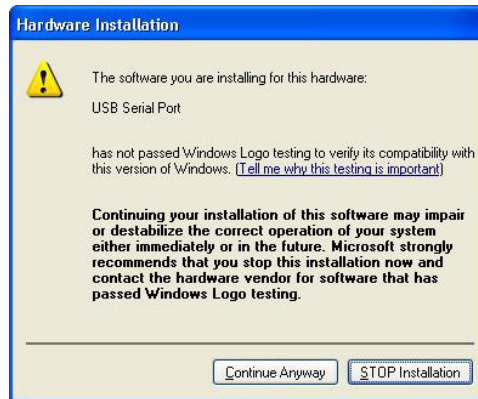 Hardware Installation
The software you are installing for this hardware:
USB Serial Port
has not passed Windows Logo testing to verify its compatibility with
this version of Windows. (Tell me why this testing is important)
Continuing your installation of this software may impair
or destabilize the correct operation of your system
either immediately or in the future. Microsoft strongly
recommends that you stop this installation now and
contact the hardware vendor for software that has
passed Windows Logo testing.
Continue Anyway
STOP Installation